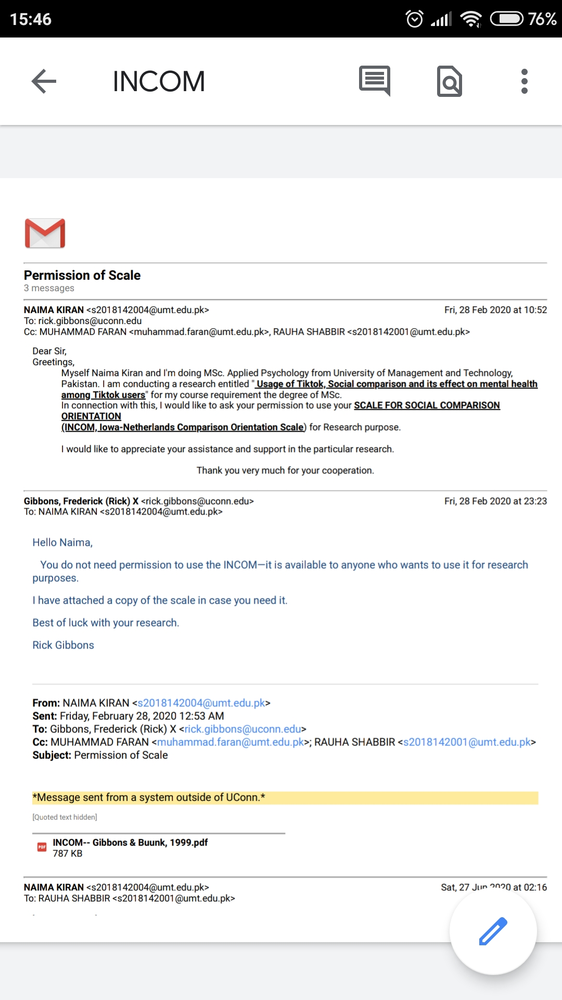 15:46
76%
INCOM
Permission of Scale
3 messages
NAIMA KIRAN <s2018142004@umt.edu.pk> Fri, 28 Feb 2020 at 10:52
To: rick.gibbons@uconn.edu
Cc: MUHAMMAD FARAN <muhammad.faran@umt.edu.pk>, RAUHA SHABBIR <s2018142001@umt.edu.pk>
Dear Sir,
Greetings,
Myself Naima Kiran and I'm doing MSc. Applied Psychology from University of Management and Technology,
Pakistan. I am conducting a research entitled " Usage of Tiktok, Social comparison and its effect on mental health
among Tiktok users" for my course requirement the degree of MSc.
In connection with this, I would like to ask your permission to use your SCALE FOR SOCIAL COMPARISON
ORIENTATION
(INCOM, Iowa-Netherlands Comparison Orientation Scale) for Research purpose.
I would like to appreciate your assistance and support in the particular research.
Thank you very much for your cooperation.
Gibbons, Frederick (Rick) X <rick.gibbons@uconn.edu> Fri, 28 Feb 2020 at 23:23
To: NAIMA KIRAN <s2018142004@umt.edu.pk>
Hello Naima,
You do not need permission to use the INCOM—it is available to anyone who wants to use it for research
purposes.
I have attached a copy of the scale in case you need it.
Best of luck with your research.
Rick Gibbons
From: NAIMA KIRAN <s2018142004@umt.edu.pk>
Sent: Friday, February 28, 2020 12:53 AM
To: Gibbons, Frederick (Rick) X <rick.gibbons@uconn.edu>
Cc: MUHAMMAD FARAN <muhammad.faran@umt.edu.pk>; RAUHA SHABBIR <s2018142001@umt.edu.pk>
Subject: Permission of Scale
*Message sent from a system outside of UConn.*
[Quoted text hidden]
PDF
INCOM-- Gibbons & Buunk, 1999.pdf
787 KB
NAIMA KIRAN <s2018142004@umt.edu.pk> Sat, 27 Jun 2020 at 02:16
To: RAUHA SHABBIR <s2018142001@umt.edu.pk>